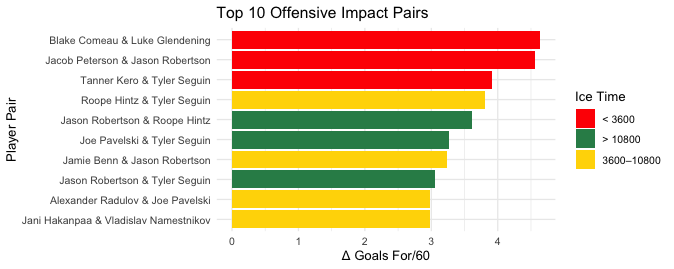 Top 10 Offensive Impact Pairs
Player Pair
Blake Comeau & Luke Glendening
Jacob Peterson & Jason Robertson
Tanner Kero & Tyler Seguin
Roope Hintz & Tyler Seguin
Jason Robertson & Roope Hintz
Joe Pavelski & Tyler Seguin
Jamie Benn & Jason Robertson
Jason Robertson & Tyler Seguin
Alexander Radulov & Joe Pavelski
Jani Hakanpaa & Vladislav Namestnikov
0 1 2 3 4
Δ Goals For/60
Ice Time
< 3600
> 10800
3600–10800